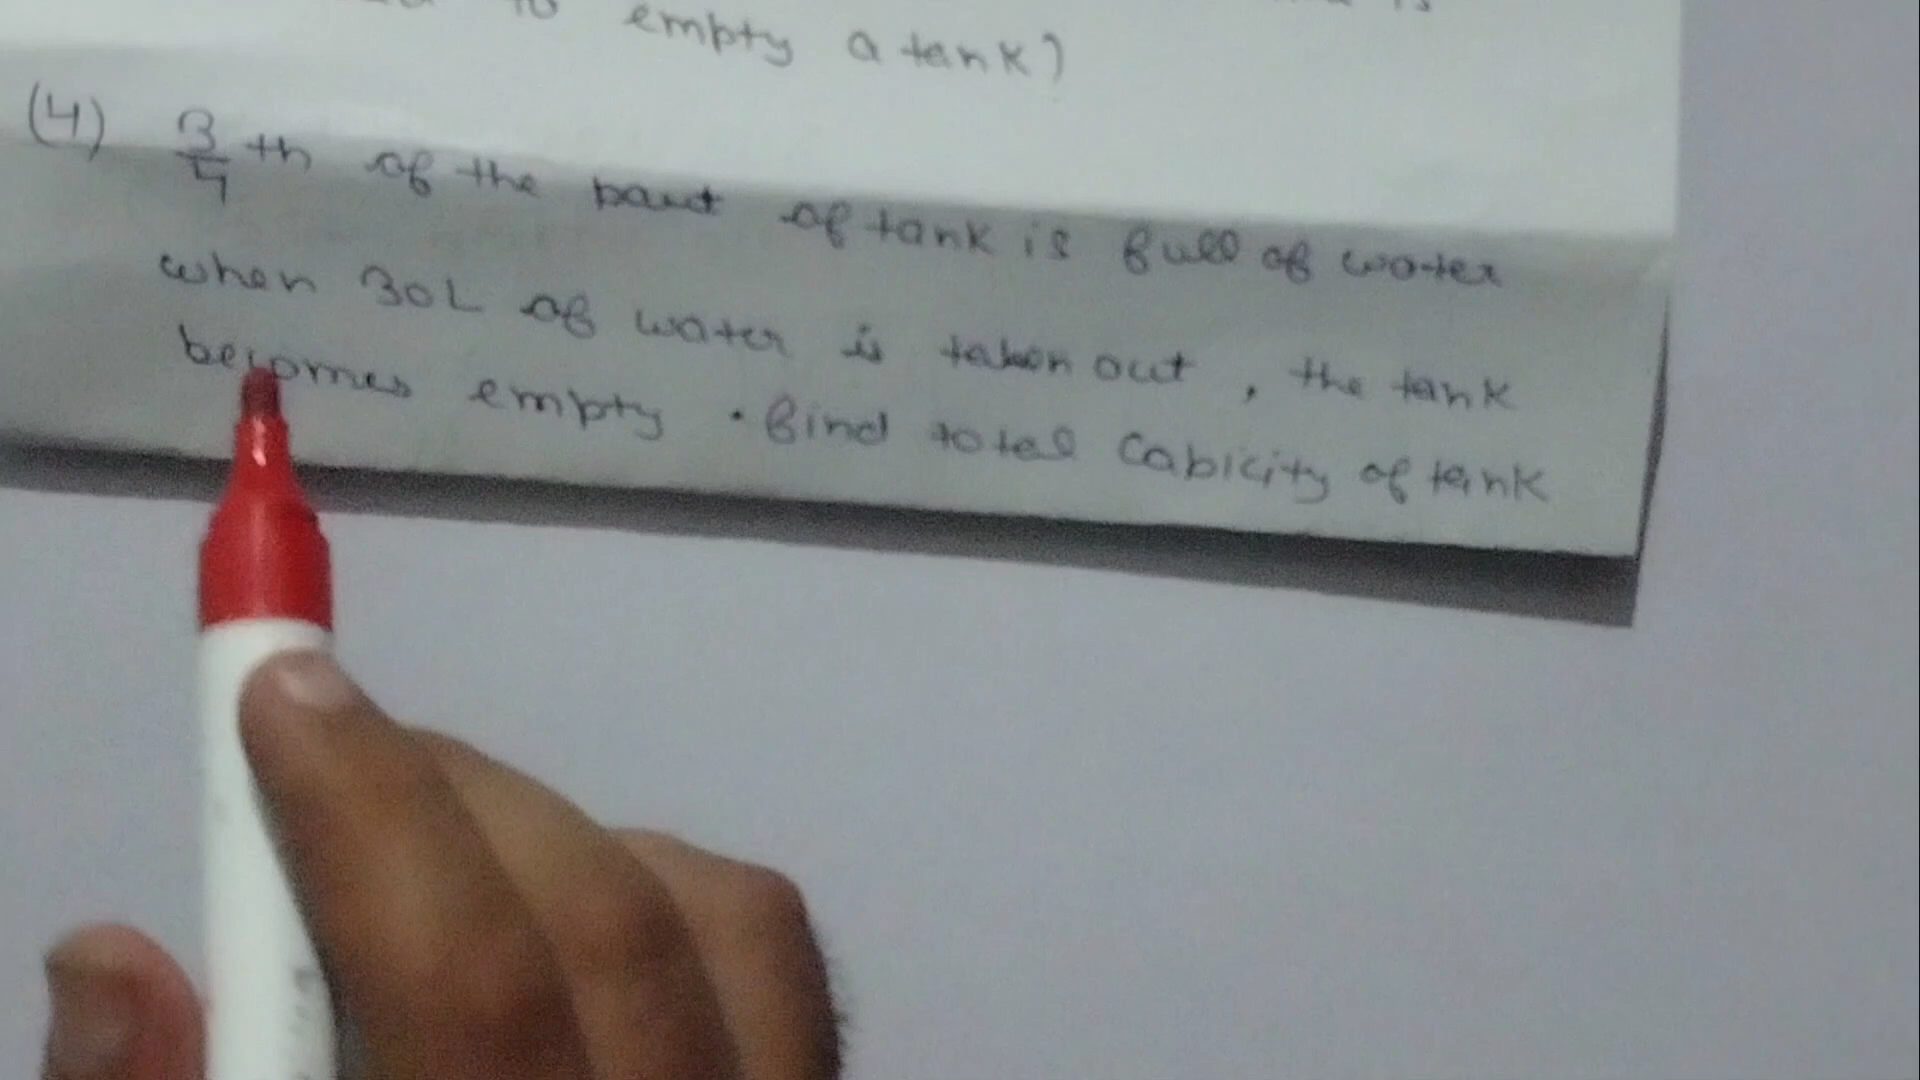 to empty a tank)
(4) 3/4 th of the part of tank is full of water
when 30L of water is taken out, the tank
becomes empty. find total Cabicity of tank